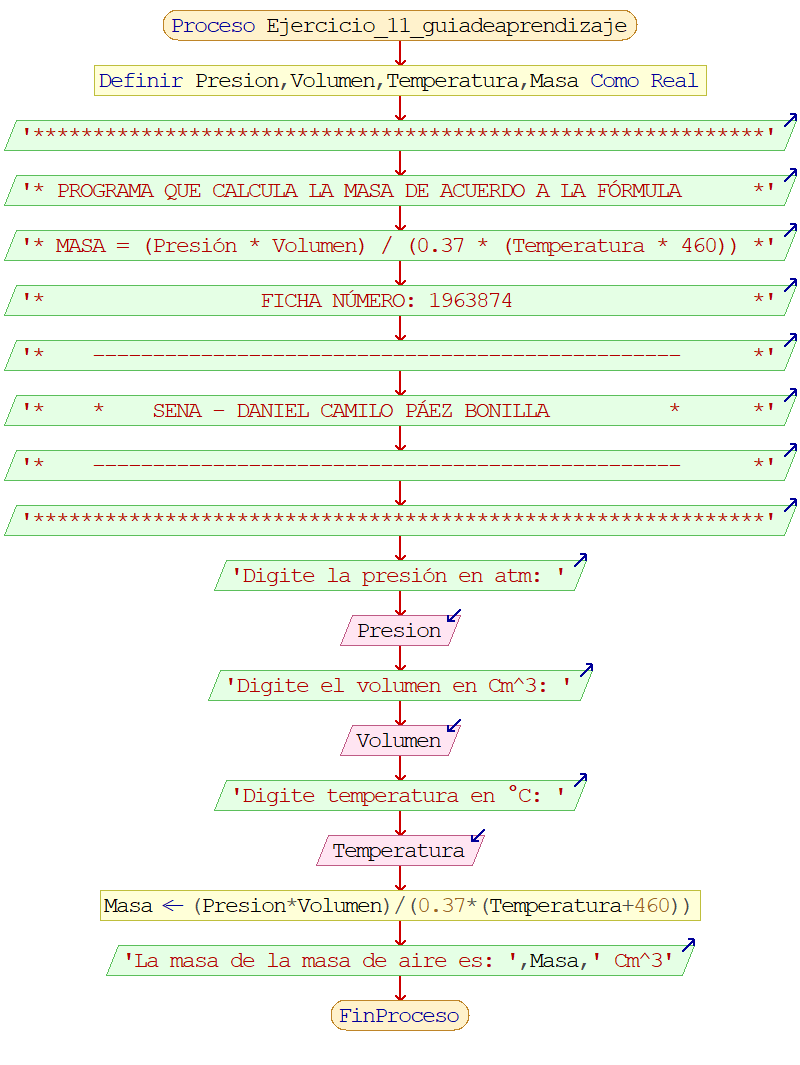 Proceso Ejercicio_11_guiadeaprendizaje
Definir Presion,Volumen,Temperatura,Masa Como Real
'*************************************************************'
'* PROGRAMA QUE CALCULA LA MASA DE ACUERDO A LA FÓRMULA      *'
'* MASA = (Presión * Volumen) / (0.37 * (Temperatura * 460)) *'
'*                  FICHA NÚMERO: 1963874                    *'
'*    -------------------------------------------------      *'
'*    *    SENA - DANIEL CAMILO PÁEZ BONILLA          *      *'
'*    -------------------------------------------------      *'
'*************************************************************'
'Digite la presión en atm: '
Presion
'Digite el volumen en Cm^3: '
Volumen
'Digite temperatura en °C: '
Temperatura
Masa ← (Presion*Volumen)/(0.37*(Temperatura+460))
'La masa de la masa de aire es: ',Masa,' Cm^3'
FinProceso